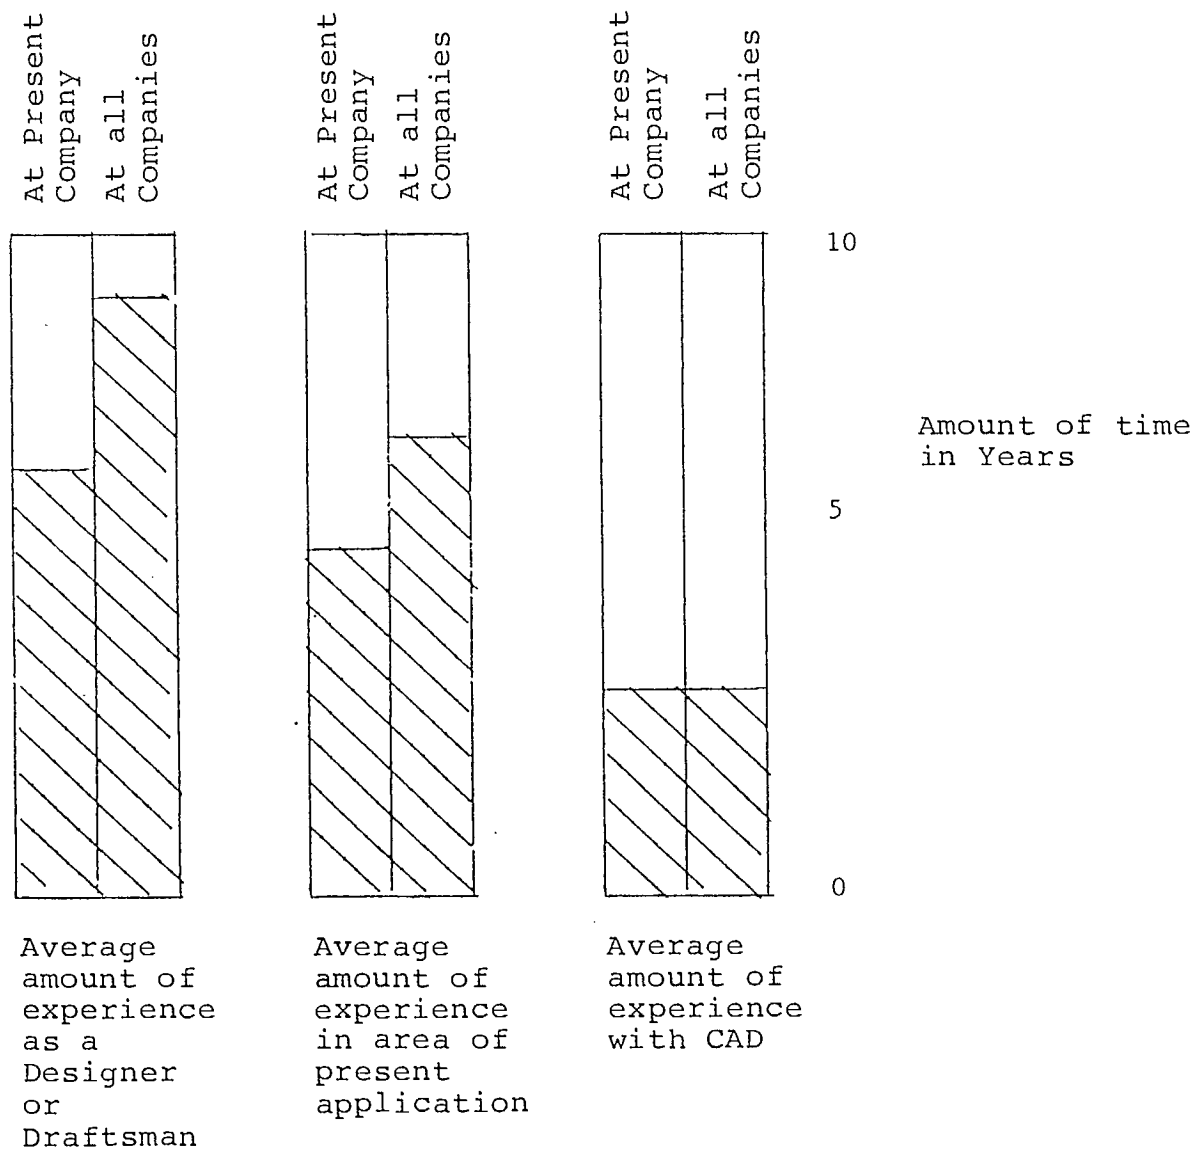 At Present
Company
At all
Companies
At Present
Company
At all
Companies
At Present
Company
At all
Companies
10
Amount of time
in Years
5
0
Average
amount of
experience
as a
Designer
or
Draftsman
Average
amount of
experience
in area of
present
application
Average
amount of
experience
with CAD